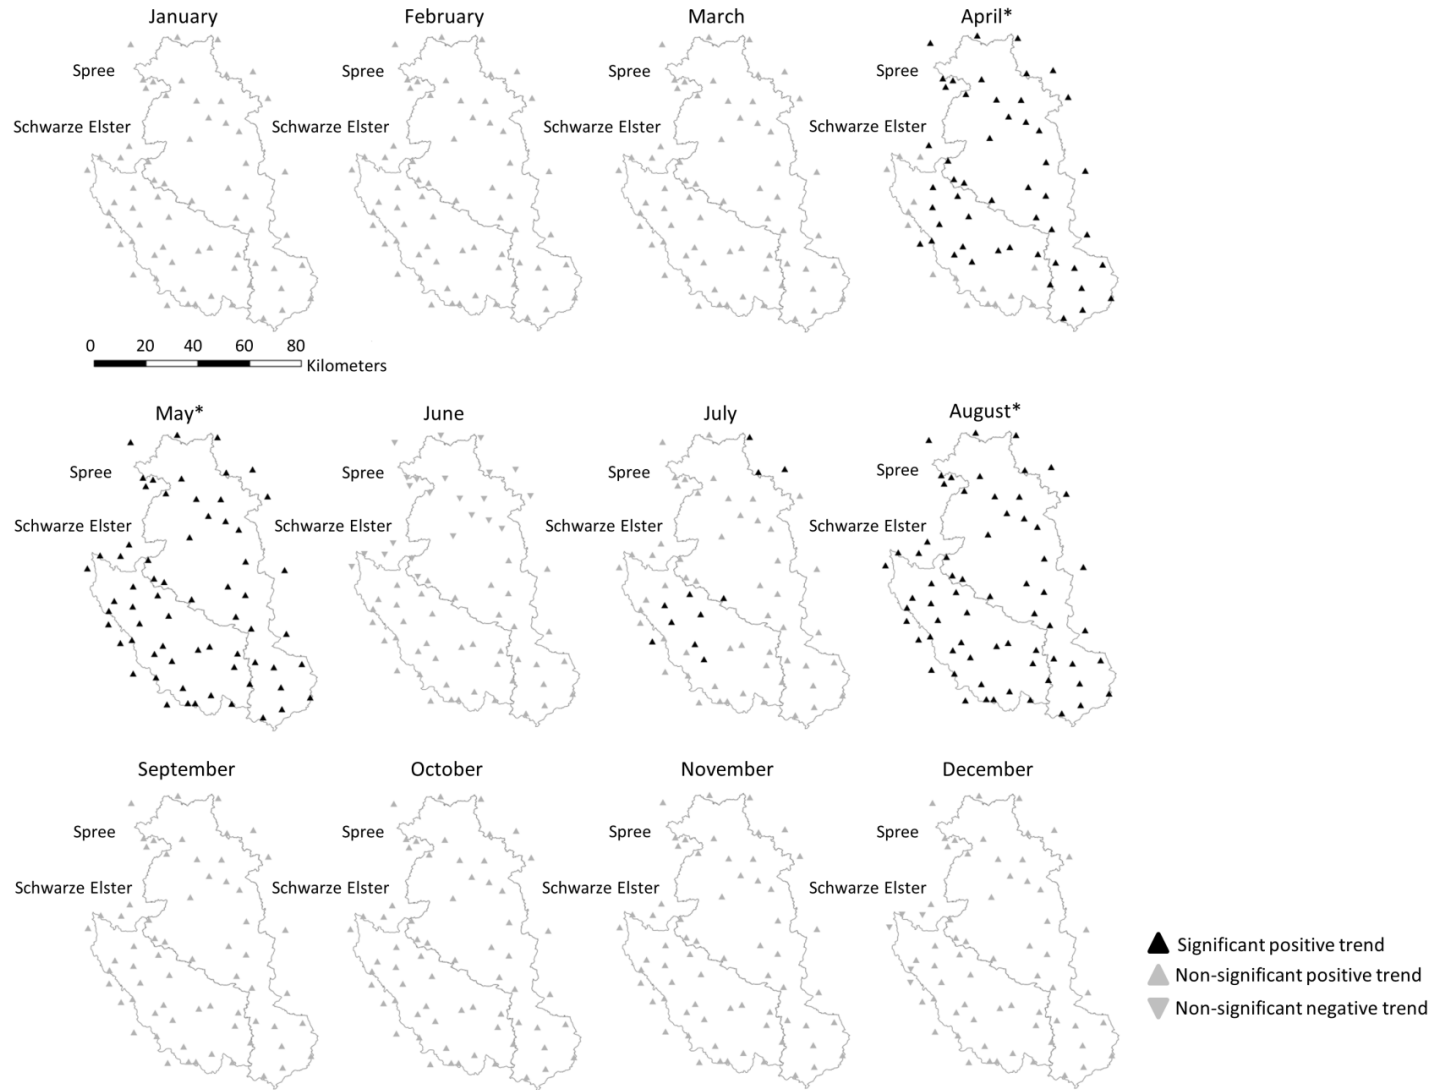 January
February
March
April*
Spree
Spree
Spree
Spree
Schwarze Elster
Schwarze Elster
Schwarze Elster
Schwarze Elster
0 20 40 60 80
Kilometers
May*
June
July
August*
Spree
Spree
Spree
Spree
Schwarze Elster
Schwarze Elster
Schwarze Elster
Schwarze Elster
September
October
November
December
Spree
Spree
Spree
Spree
Schwarze Elster
Schwarze Elster
Schwarze Elster
Schwarze Elster
Significant positive trend
Non-significant positive trend
Non-significant negative trend